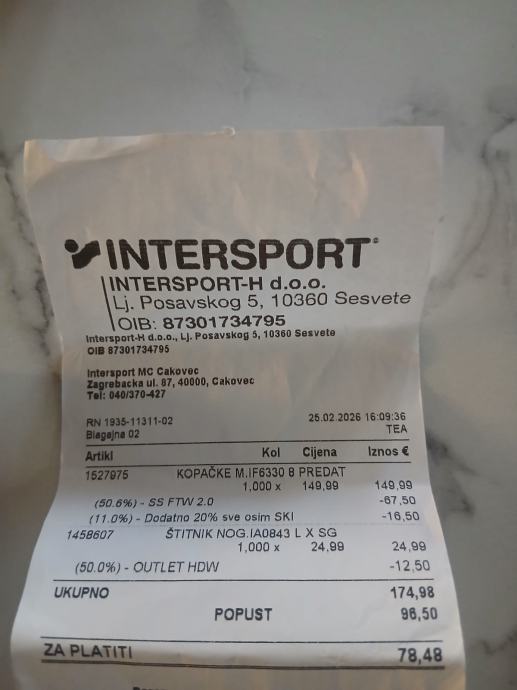 INTERSPORT®
INTERSPORT-H d.o.o.
Lj. Posavskog 5, 10360 Sesvete
OIB: 87301734795
Intersport-H d.o.o., Lj. Posavskog 5, 10360 Sesvete
OIB 87301734795
Intersport MC Cakovec
Zagrebacka ul. 87, 40000, Cakovec
Tel: 040/370-427
RN 1935-11311-02 25.02.2026 16:09:36
Blagajna 02 TEA
Artikl Kol Cijena Iznos €
1527975 KOPAČKE M.IF6330 8 PREDAT
1,000 x 149,99 149,99
(50.6%) - SS FTW 2.0 -67,50
(11.0%) - Dodatno 20% sve osim SKI -16,50
1458607 ŠTITNIK NOG.IA0843 L X SG
1,000 x 24,99 24,99
(50.0%) - OUTLET HDW -12,50
UKUPNO 174,98
POPUST 96,50
ZA PLATITI 78,48